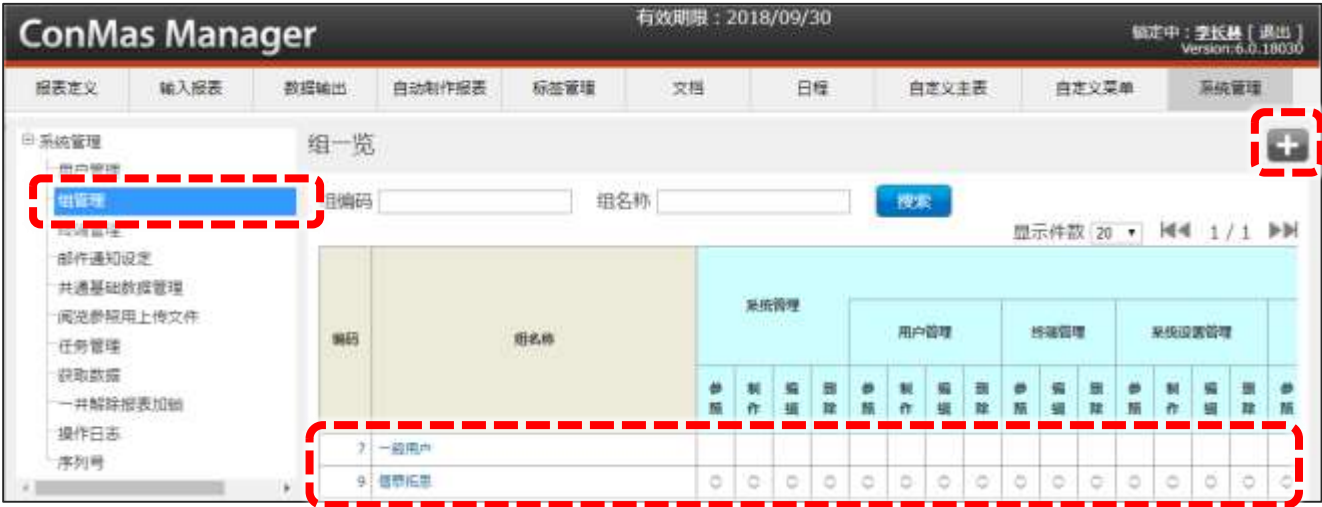 ConMas Manager
有效期限：2018/09/30
锁定中：李长赫 [ 退出 ]
Version:6.0.18030
报表定义 输入报表 数据输出 自动制作报表 标签管理 文档 日程 自定义主表 自定义菜单 系统管理
系统管理
用户管理
组管理
邮件通知设定
共通基础数据管理
阅览参照用上传文件
任务管理
获取数据
一并解除报表加锁
操作日志
序列号
组一览
组编码 组名称 搜索
显示件数 20 1 / 1
编码 组名称 系统管理
用户管理 终端管理 系统设置管理
参照 制作 编辑 删除 参照 制作 编辑 删除 参照 编辑 删除 参照 制作 编辑 删除 参照
7 一般用户
9